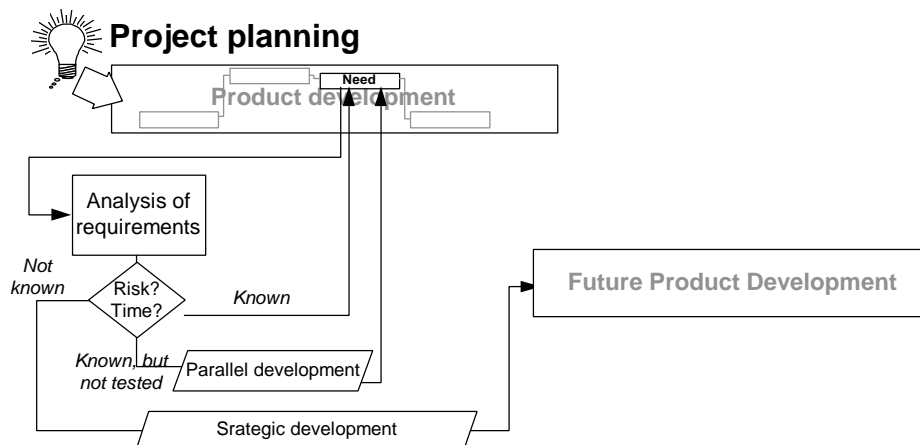 Project planning
Need
Product development
Analysis of
requirements
Not
known
Risk?
Time?
Known
Future Product Development
Known, but
not tested
Parallel development
Srategic development